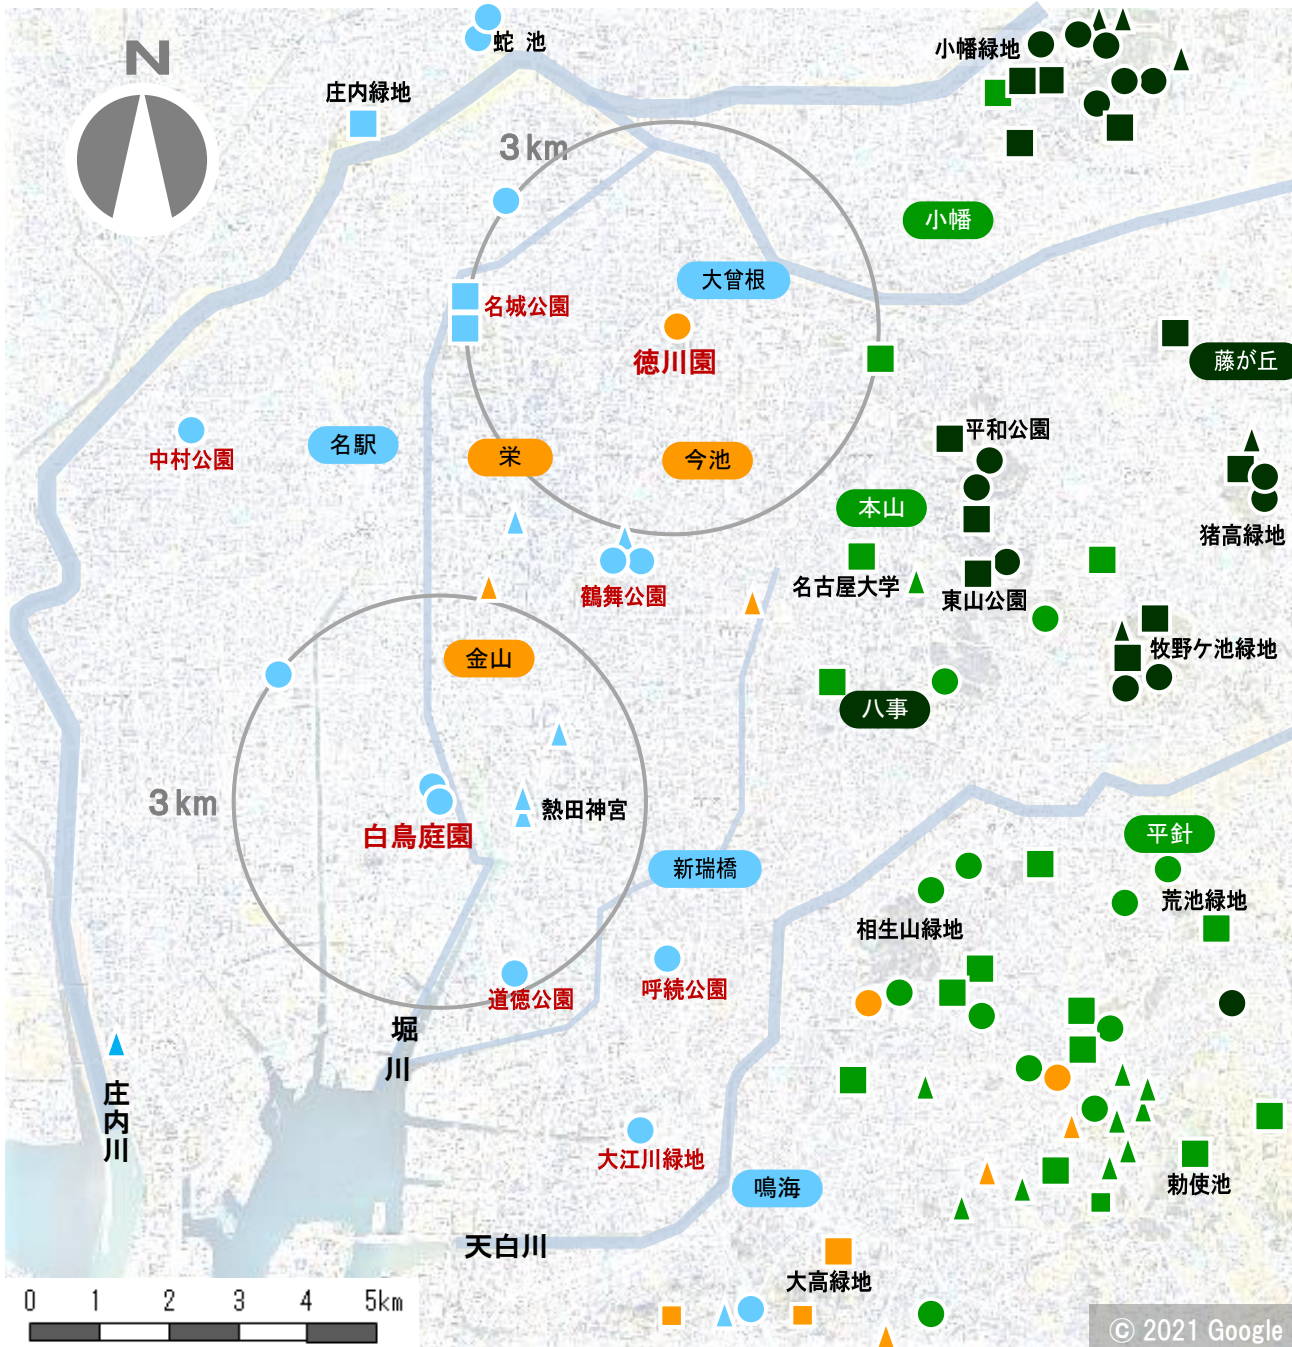 N
蛇 池
小幡緑地
庄内緑地
3km
小幡
大曾根
名城公園
徳川園
藤が丘
中村公園
名駅
栄
今池
平和公園
本山
猪高緑地
名古屋大学
東山公園
鶴舞公園
金山
牧野ケ池緑地
八事
3km
熱田神宮
白鳥庭園
平針
新瑞橋
荒池緑地
相生山緑地
道徳公園
呼続公園
堀川
庄内川
大江川緑地
鳴海
勅使池
天白川
大高緑地
0 1 2 3 4 5km
© 2021 Google